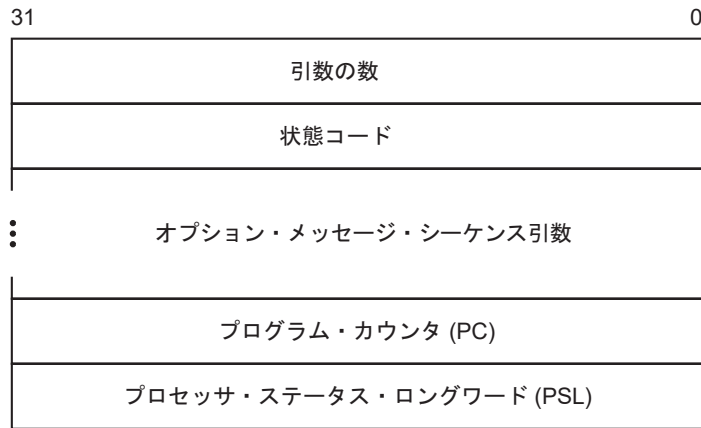 31 0
引数の数
状態コード
オプション・メッセージ・シーケンス引数
プログラム・カウンタ (PC)
プロセッサ・ステータス・ロングワード (PSL)